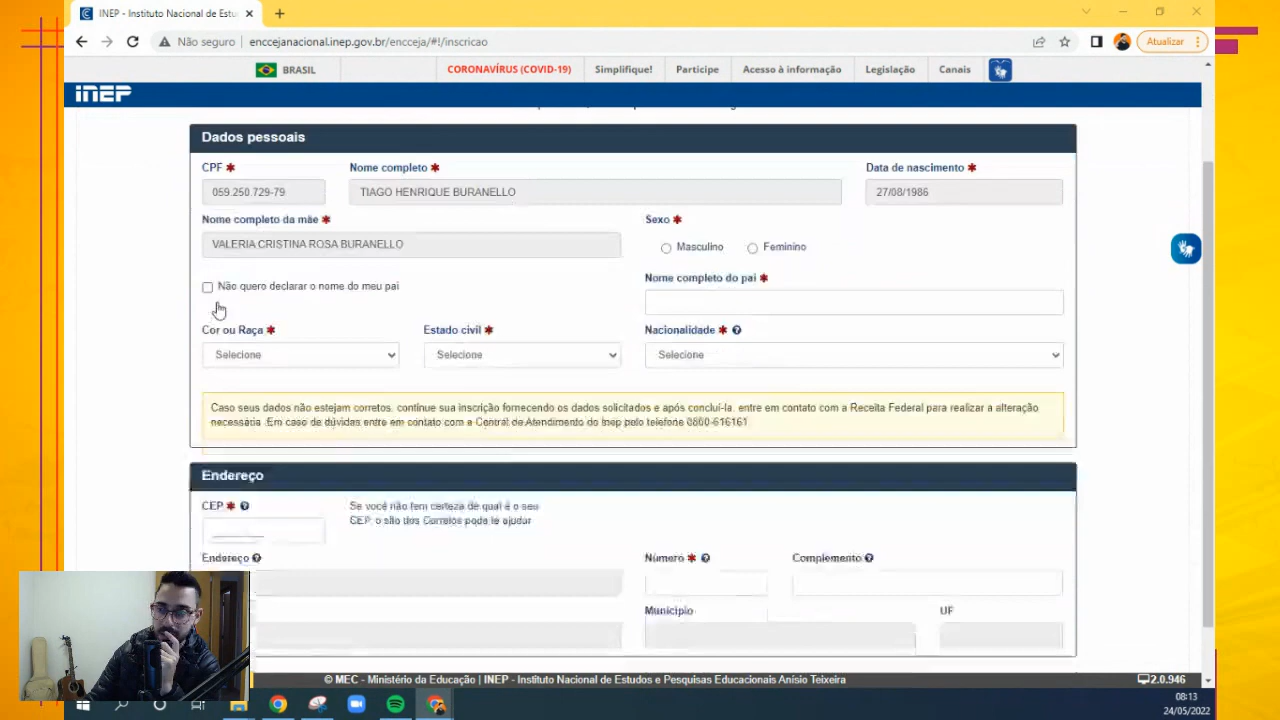 INEP - Instituto Nacional de Estu
Não seguro
enccejanacional.inep.gov.br/encceja/#!/inscricao
Atualizar
BRASIL
CORONAVÍRUS (COVID-19)
Simplifique!
Participe
Acesso à informação
Legislação
Canais
inep
Dados pessoais
CPF *
Nome completo *
Data de nascimento *
059.250.729-79
TIAGO HENRIQUE BURANELLO
27/08/1986
Nome completo da mãe *
Sexo *
VALERIA CRISTINA ROSA BURANELLO
Masculino
Feminino
Não quero declarar o nome do meu pai
Nome completo do pai *
Cor ou Raça *
Estado civil *
Nacionalidade *
Selecione
Selecione
Selecione
Caso seus dados não estejam corretos, continue sua inscrição fornecendo os dados solicitados e após concluí-la, entre em contato com a Receita Federal para realizar a alteração
necessária. Em caso de dúvidas entre em contato com a Central de Atendimento do Inep pelo telefone 0800-616161
Endereço
CEP *
Se você não tem certeza de qual é o seu
CEP, o dos Correios pode te ajudar
Endereço
Número *
Complemento
Município
UF
© MEC - Ministério da Educação | INEP - Instituto Nacional de Estudos e Pesquisas Educacionais Anísio Teixeira
2.0.946
08:13
24/05/2022